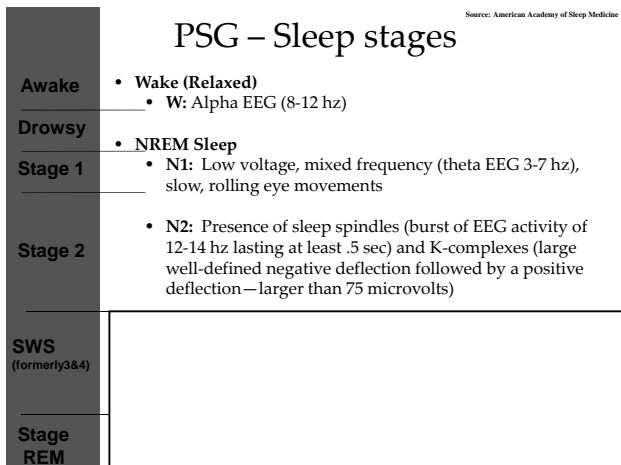 Source: American Academy of Sleep Medicine
PSG – Sleep stages
Awake
Drowsy
Stage 1
Stage 2
SWS
(formerly3&4)
Stage
REM
• Wake (Relaxed)
• W: Alpha EEG (8-12 hz)
• NREM Sleep
• N1: Low voltage, mixed frequency (theta EEG 3-7 hz),
slow, rolling eye movements
• N2: Presence of sleep spindles (burst of EEG activity of
12-14 hz lasting at least .5 sec) and K-complexes (large
well-defined negative deflection followed by a positive
deflection—larger than 75 microvolts)